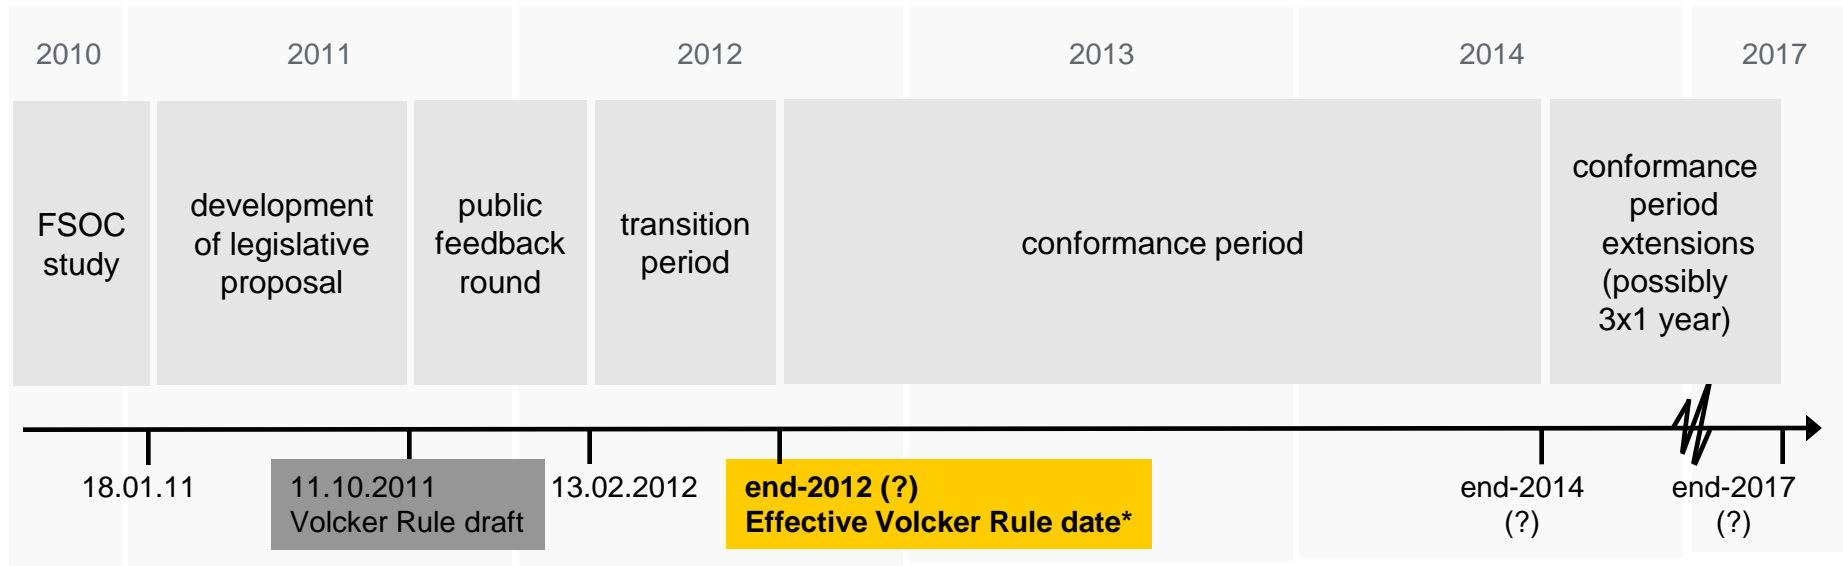 2010
2011
2012
2013
2014
2017
FSOC
study
development
of legislative
proposal
public
feedback
round
transition
period
conformance period
conformance
period
extensions
(possibly
3x1 year)
18.01.11
11.10.2011
Volcker Rule draft
13.02.2012
end-2012 (?)
Effective Volcker Rule date*
end-2014
(?)
end-2017
(?)